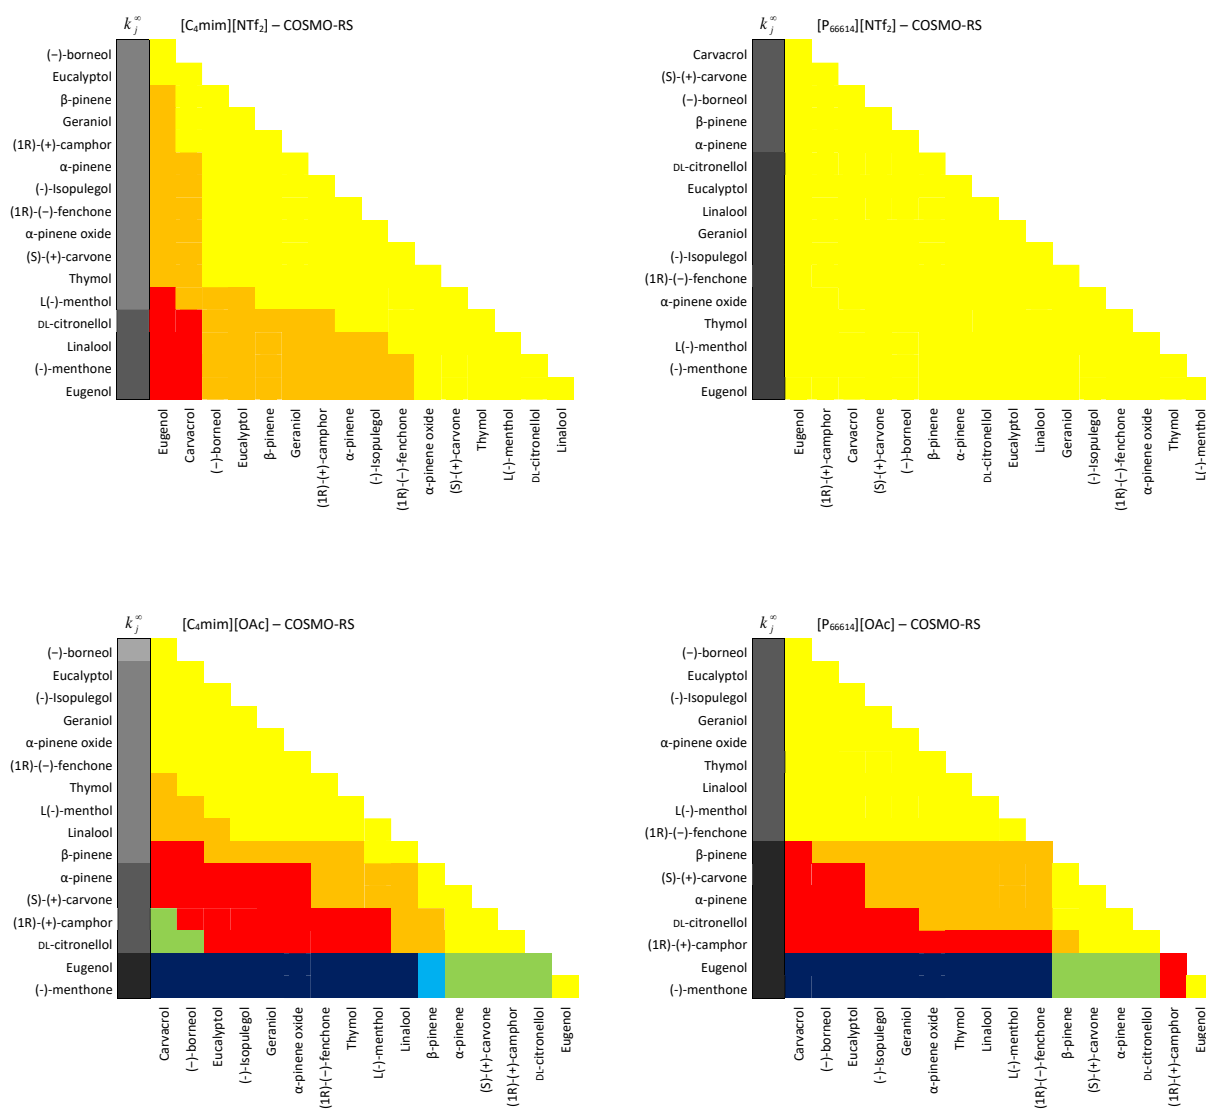 k∞j [C4mim][NTf2] – COSMO-RS
(−)-borneol
Eucalyptol
β-pinene
Geraniol
(1R)-(+)-camphor
α-pinene
(-)-Isopulegol
(1R)-(−)-fenchone
α-pinene oxide
(S)-(+)-carvone
Thymol
L(-)-menthol
DL-citronellol
Linalool
(-)-menthone
Eugenol
Eugenol
Carvacrol
(−)-borneol
Eucalyptol
β-pinene
Geraniol
(1R)-(+)-camphor
α-pinene
(-)-Isopulegol
(1R)-(−)-fenchone
α-pinene oxide
(S)-(+)-carvone
Thymol
L(-)-menthol
DL-citronellol
Linalool
k∞j [P66614][NTf2] – COSMO-RS
Carvacrol
(S)-(+)-carvone
(−)-borneol
β-pinene
α-pinene
DL-citronellol
Eucalyptol
Linalool
Geraniol
(-)-Isopulegol
(1R)-(−)-fenchone
α-pinene oxide
Thymol
L(-)-menthol
(-)-menthone
Eugenol
Eugenol
(1R)-(+)-camphor
Carvacrol
(S)-(+)-carvone
(−)-borneol
β-pinene
α-pinene
DL-citronellol
Eucalyptol
Linalool
Geraniol
(-)-Isopulegol
(1R)-(−)-fenchone
α-pinene oxide
Thymol
L(-)-menthol
k∞j [C4mim][OAc] – COSMO-RS
(−)-borneol
Eucalyptol
(-)-Isopulegol
Geraniol
α-pinene oxide
(1R)-(−)-fenchone
Thymol
L(-)-menthol
Linalool
β-pinene
α-pinene
(S)-(+)-carvone
(1R)-(+)-camphor
DL-citronellol
Eugenol
(-)-menthone
Carvacrol
(−)-borneol
Eucalyptol
(-)-Isopulegol
Geraniol
α-pinene oxide
(1R)-(−)-fenchone
Thymol
L(-)-menthol
Linalool
β-pinene
α-pinene
(S)-(+)-carvone
(1R)-(+)-camphor
DL-citronellol
Eugenol
k∞j [P66614][OAc] – COSMO-RS
(−)-borneol
Eucalyptol
(-)-Isopulegol
Geraniol
α-pinene oxide
Thymol
Linalool
L(-)-menthol
(1R)-(−)-fenchone
β-pinene
(S)-(+)-carvone
α-pinene
DL-citronellol
(1R)-(+)-camphor
Eugenol
(-)-menthone
Carvacrol
(−)-borneol
Eucalyptol
(-)-Isopulegol
Geraniol
α-pinene oxide
Thymol
Linalool
L(-)-menthol
(1R)-(−)-fenchone
β-pinene
(S)-(+)-carvone
α-pinene
DL-citronellol
(1R)-(+)-camphor
Eugenol